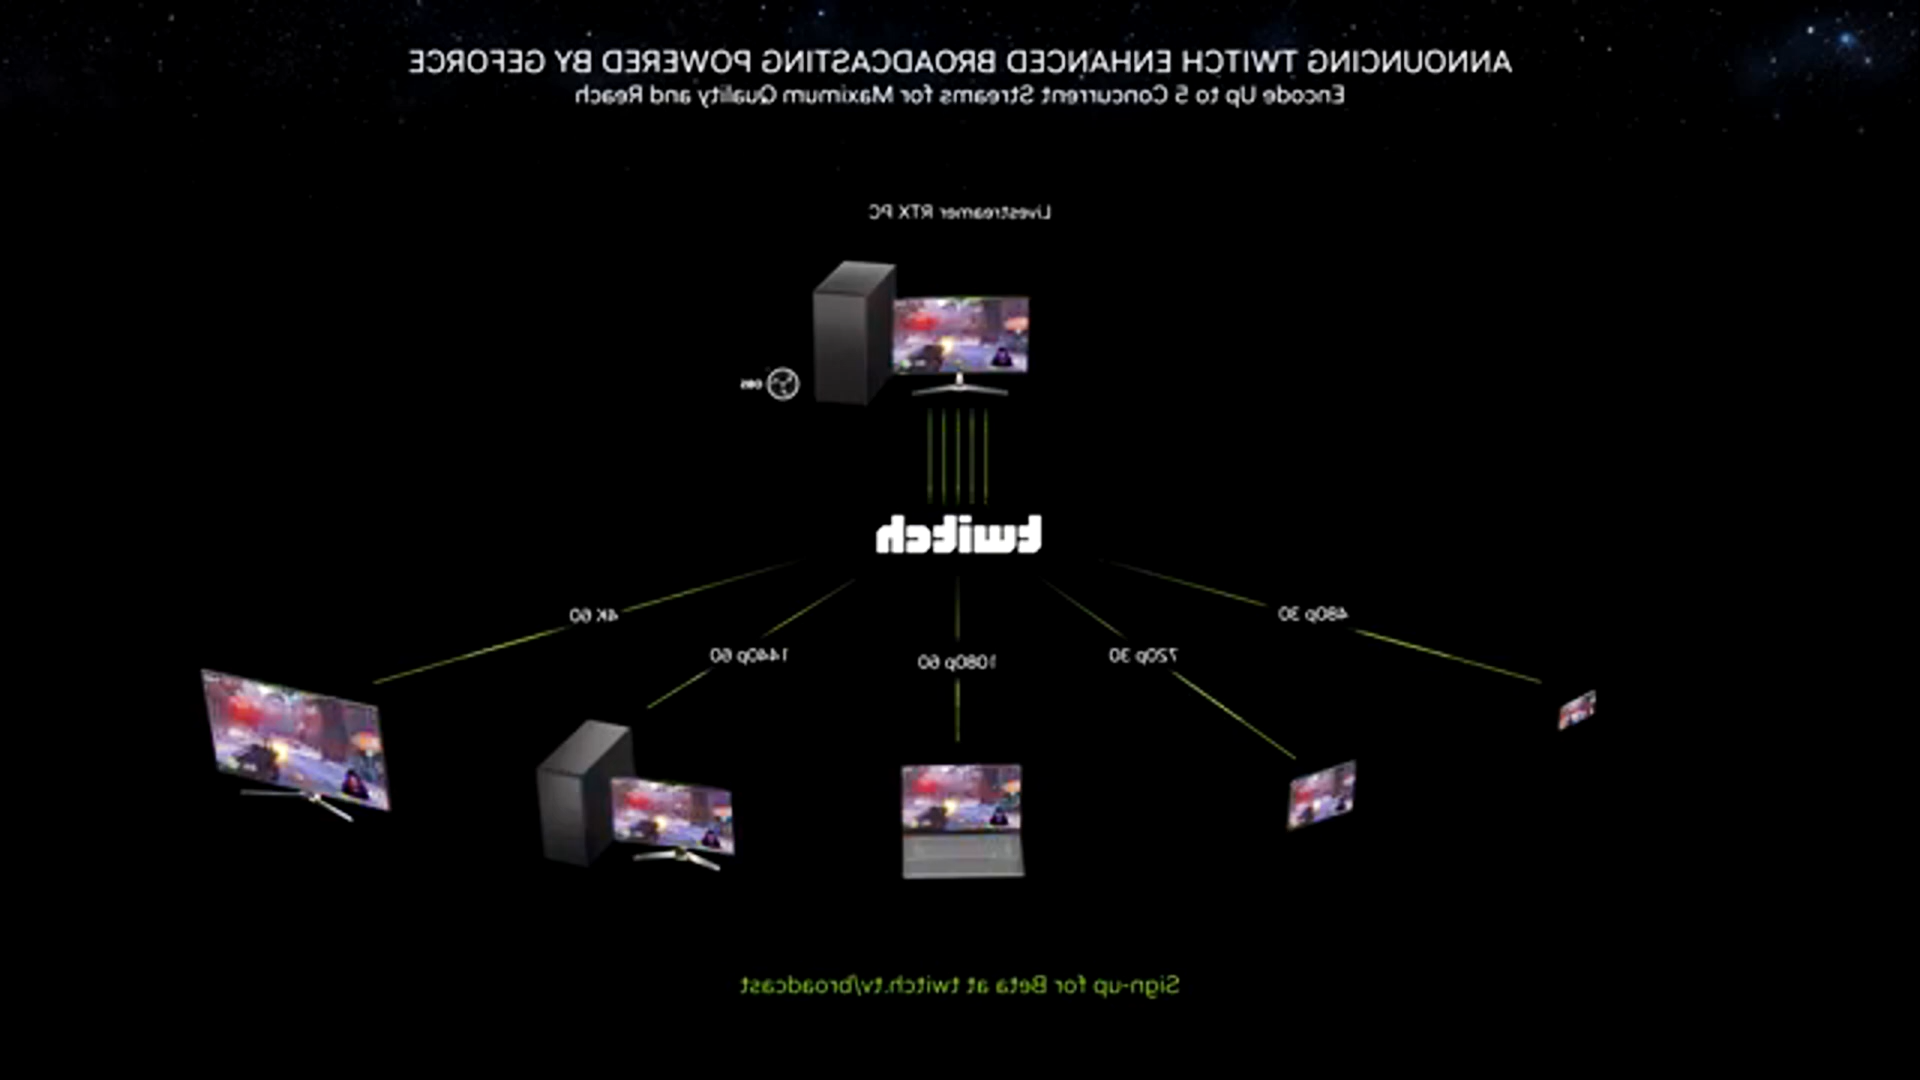 ANNOUNCING TWITCH ENHANCED BROADCASTING POWERED BY GEFORCE
Encode Up to 5 Concurrent Streams for Maximum Quality and Reach
Livestreamer RTX PC
OBS
twitch
480p 30
720p 30
1080p 60
1440p 60
4K 60
Sign-up for Beta at twitch.tv/broadcast